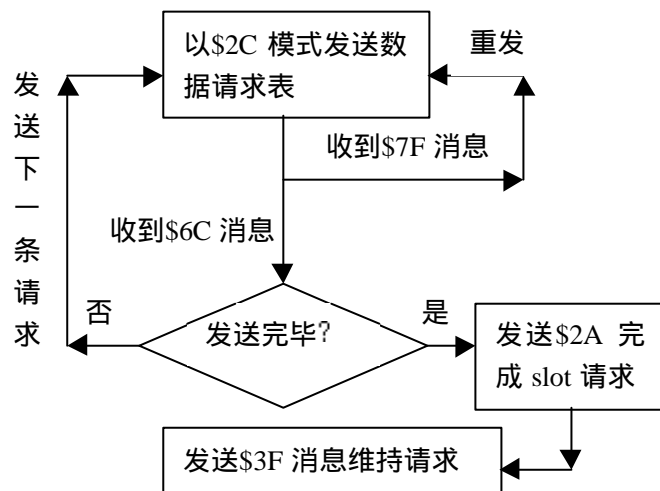 以$2C 模式发送数
据请求表
重发
发送下一条请求
收到$7F 消息
收到$6C 消息
否
发送完毕?
是
发送$2A 完
成 slot 请求
发送$3F 消息维持请求